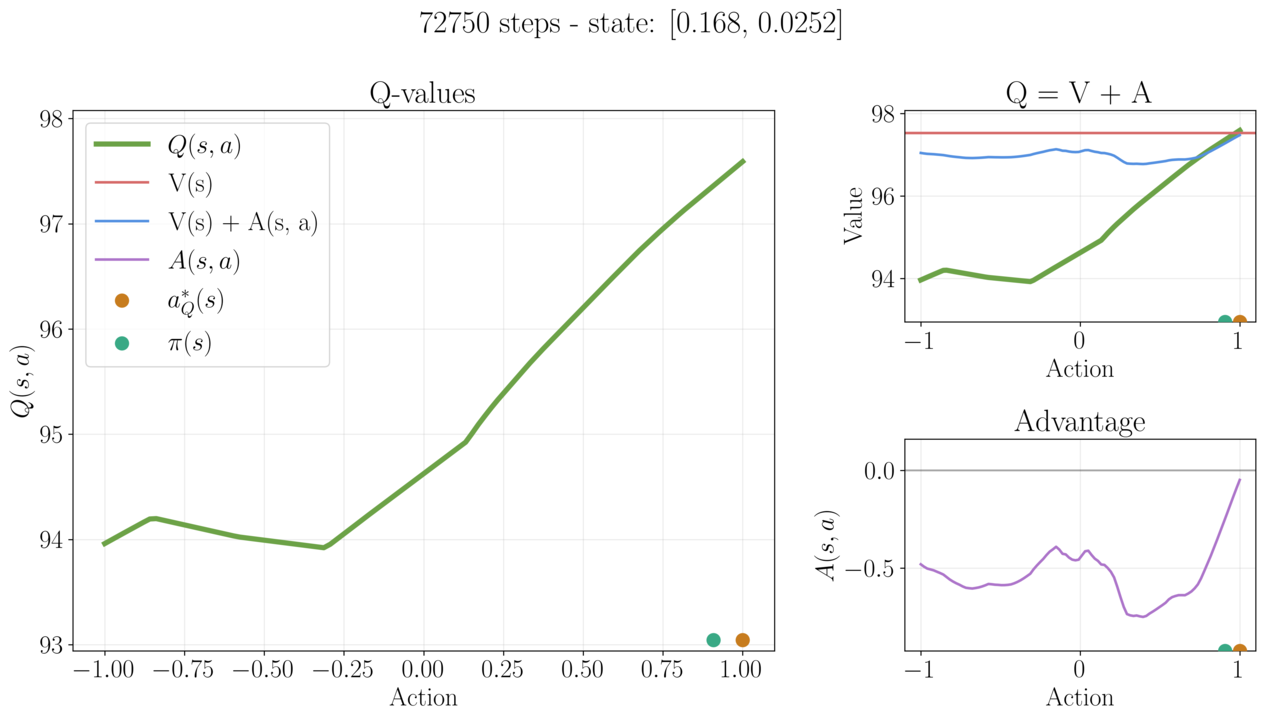 72750 steps - state: [0.168, 0.0252]
Q-values
Q(s, a)
98
97
96
95
94
93
Q(s, a)
V(s)
V(s) + A(s, a)
A(s, a)
a*_Q(s)
π(s)
−1.00 −0.75 −0.50 −0.25 0.00 0.25 0.50 0.75 1.00
Action
Q = V + A
Value
98
96
94
−1 0 1
Action
Advantage
A(s, a)
0.0
−0.5
−1 0 1
Action